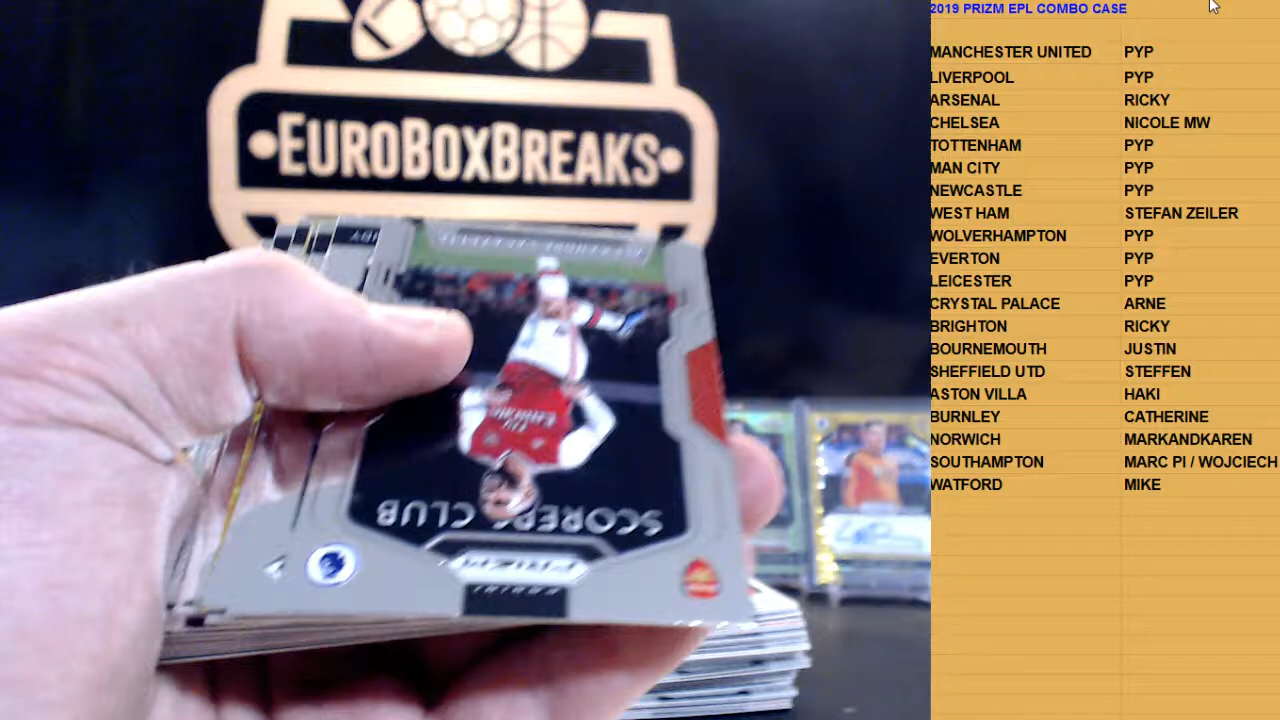 EUROBOXBREAKS
SCORERS CLUB
PRIZM
PANINI
2019 PRIZM EPL COMBO CASE
MANCHESTER UNITED PYP
LIVERPOOL PYP
ARSENAL RICKY
CHELSEA NICOLE MW
TOTTENHAM PYP
MAN CITY PYP
NEWCASTLE PYP
WEST HAM STEFAN ZEILER
WOLVERHAMPTON PYP
EVERTON PYP
LEICESTER PYP
CRYSTAL PALACE ARNE
BRIGHTON RICKY
BOURNEMOUTH JUSTIN
SHEFFIELD UTD STEFFEN
ASTON VILLA HAKI
BURNLEY CATHERINE
NORWICH MARKANDKAREN
SOUTHAMPTON MARC PI / WOJCIECH
WATFORD MIKE